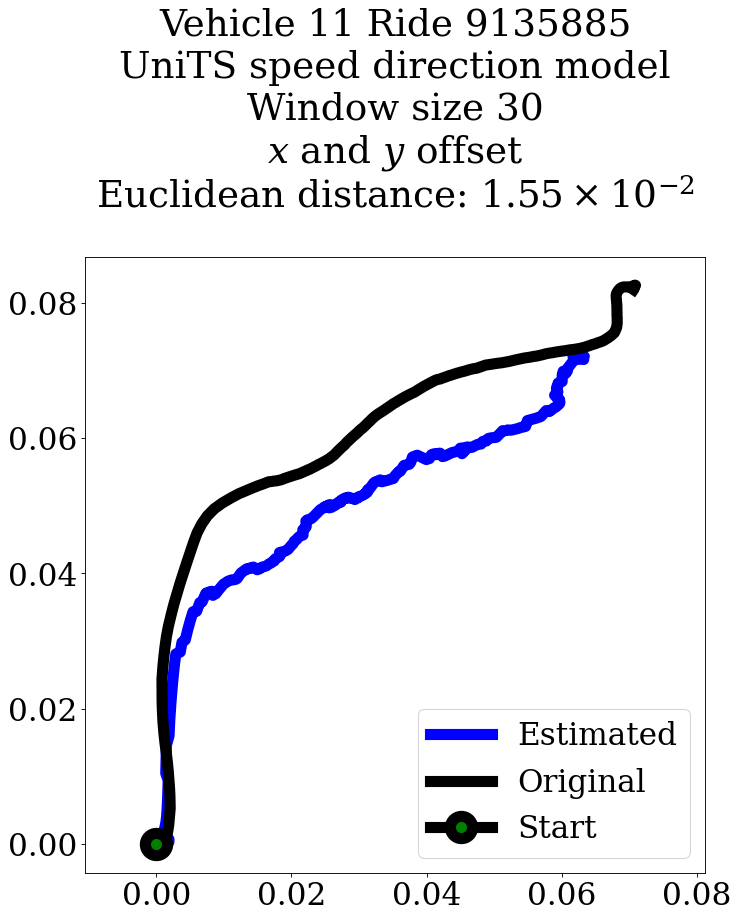 Vehicle 11 Ride 9135885
UniTS speed direction model
Window size 30
x and y offset
Euclidean distance: 1.55 × 10⁻²
0.08
0.06
0.04
0.02
0.00
Estimated
Original
Start
0.00 0.02 0.04 0.06 0.08